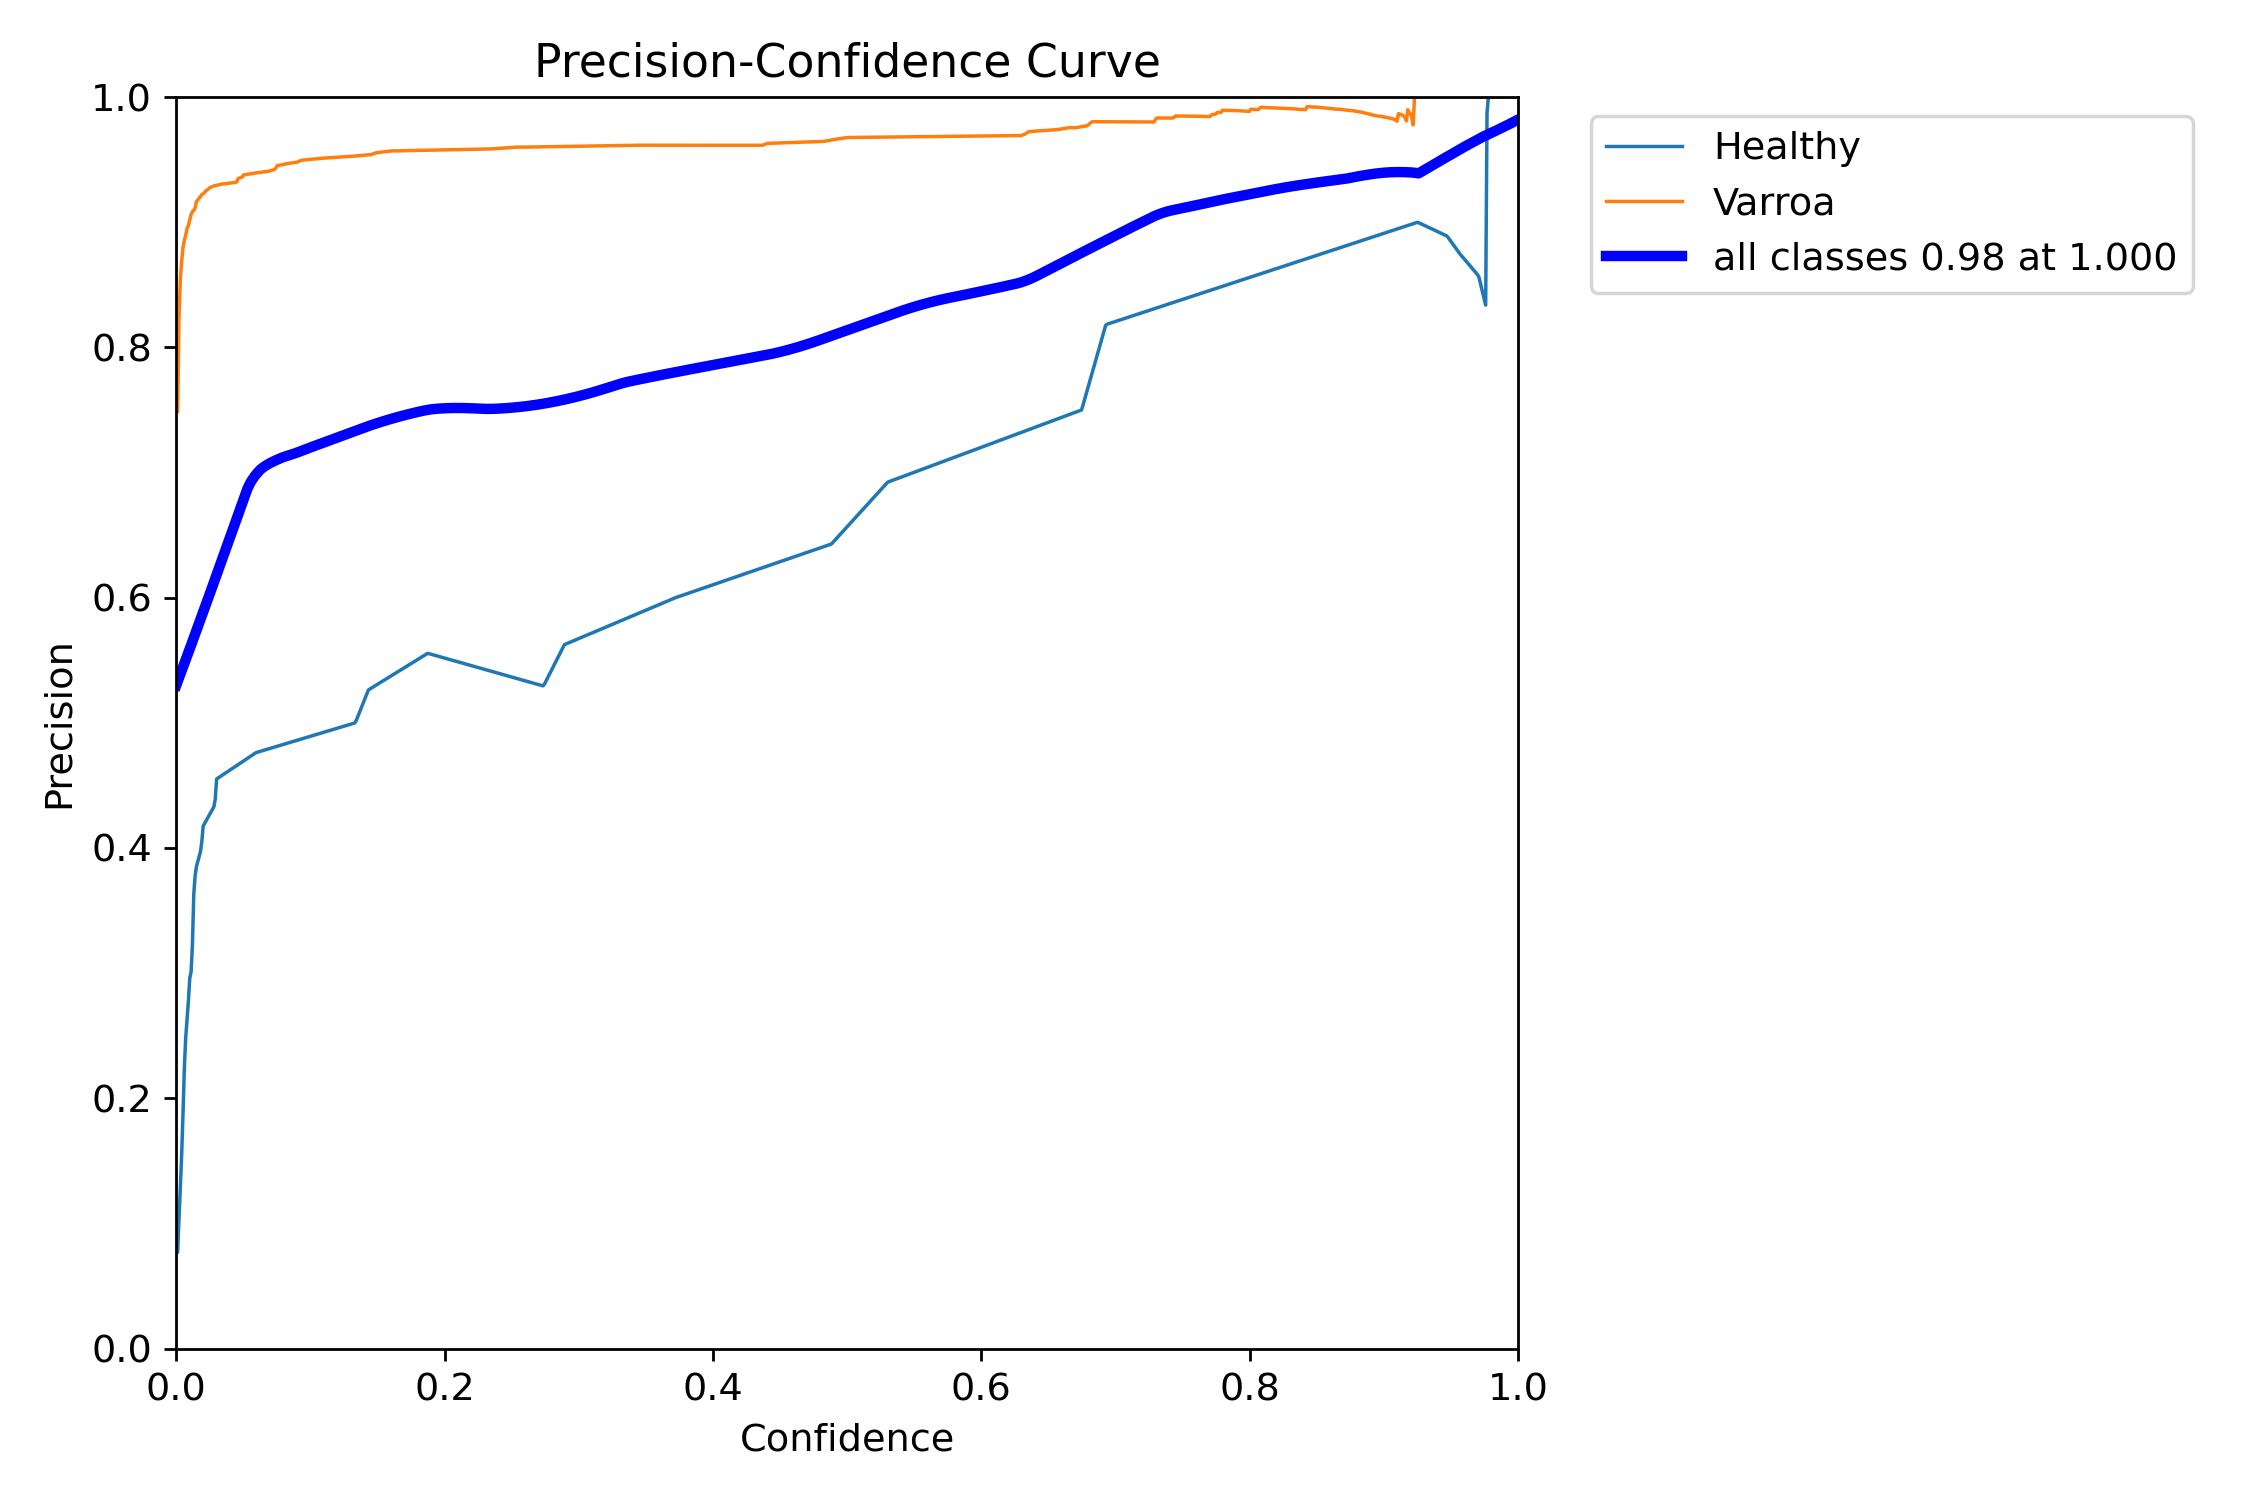 Precision-Confidence Curve
1.0
0.8
0.6
0.4
0.2
0.0
Precision
0.0 0.2 0.4 0.6 0.8 1.0
Confidence
Healthy
Varroa
all classes 0.98 at 1.000